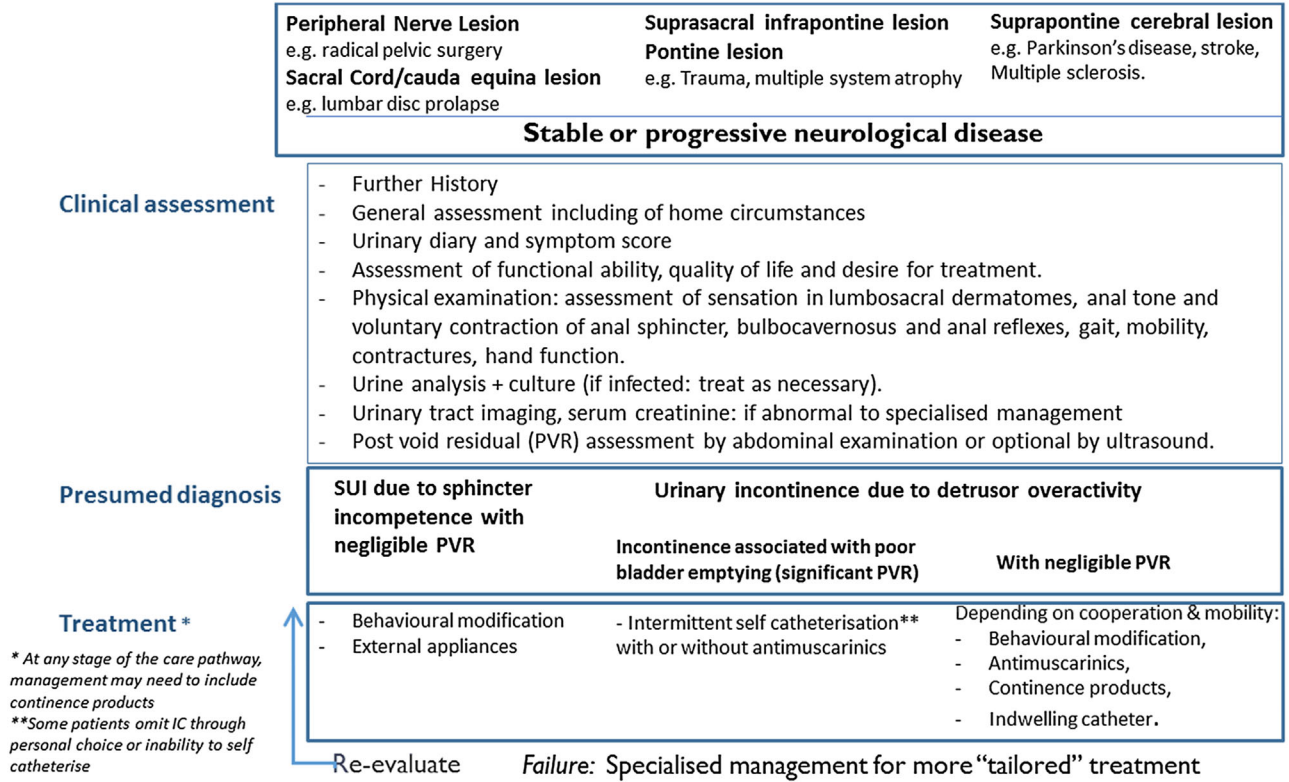 Peripheral Nerve Lesion
e.g. radical pelvic surgery
Sacral Cord/cauda equina lesion
e.g. lumbar disc prolapse
Suprasacral infrapontine lesion
Pontine lesion
e.g. Trauma, multiple system atrophy
Suprapontine cerebral lesion
e.g. Parkinson's disease, stroke,
Multiple sclerosis.
Stable or progressive neurological disease
Clinical assessment
- Further History
- General assessment including of home circumstances
- Urinary diary and symptom score
- Assessment of functional ability, quality of life and desire for treatment.
- Physical examination: assessment of sensation in lumbosacral dermatomes, anal tone and
voluntary contraction of anal sphincter, bulbocavernosus and anal reflexes, gait, mobility,
contractures, hand function.
- Urine analysis + culture (if infected: treat as necessary).
- Urinary tract imaging, serum creatinine: if abnormal to specialised management
- Post void residual (PVR) assessment by abdominal examination or optional by ultrasound.
Presumed diagnosis
SUI due to sphincter
incompetence with
negligible PVR
Urinary incontinence due to detrusor overactivity
Incontinence associated with poor
bladder emptying (significant PVR)
With negligible PVR
Treatment *
* At any stage of the care pathway,
management may need to include
continence products
**Some patients omit IC through
personal choice or inability to self
catheterise
- Behavioural modification
- External appliances
- Intermittent self catheterisation**
with or without antimuscarinics
Depending on cooperation & mobility:
- Behavioural modification,
- Antimuscarinics,
- Continence products,
- Indwelling catheter.
Re-evaluate
Failure: Specialised management for more "tailored" treatment